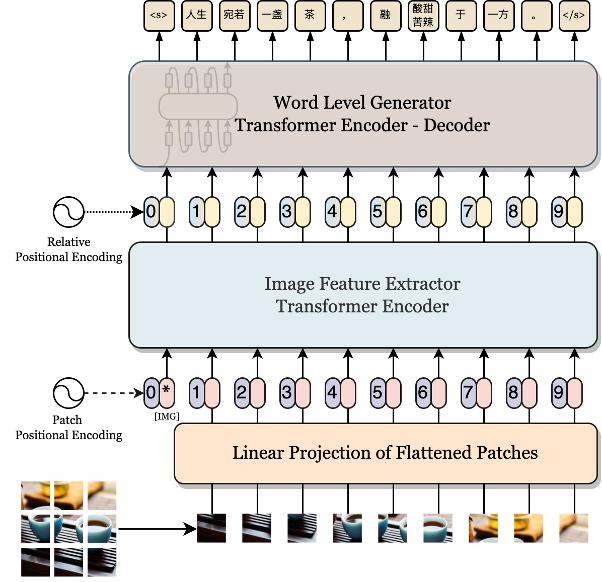 <s> 人生 宛若 一盏 茶 ， 融 酸甜苦辣 于 一方 。 </s>
Word Level Generator
Transformer Encoder - Decoder
0 1 2 3 4 5 6 7 8 9
Relative
Positional Encoding
Image Feature Extractor
Transformer Encoder
0 * 1 2 3 4 5 6 7 8 9
[IMG]
Patch
Positional Encoding
Linear Projection of Flattened Patches